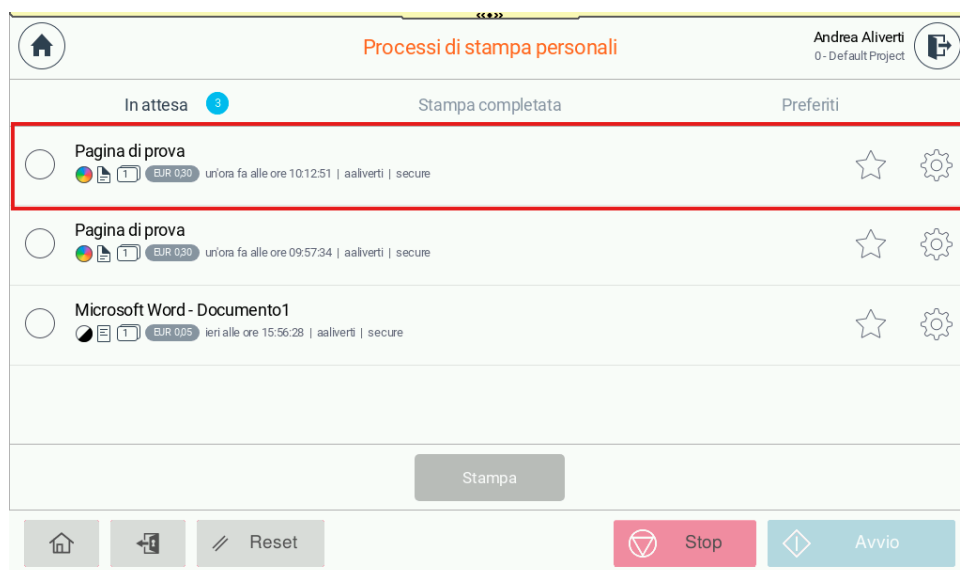 Processi di stampa personali
Andrea Aliverti
0 - Default Project
In attesa 3
Stampa completata
Preferiti
Pagina di prova
1 EUR 0,30 un'ora fa alle ore 10:12:51 | aaliverti | secure
Pagina di prova
1 EUR 0,30 un'ora fa alle ore 09:57:34 | aaliverti | secure
Microsoft Word - Documento1
1 EUR 0,05 ieri alle ore 15:56:28 | aaliverti | secure
Stampa
Reset
Stop
Avvio